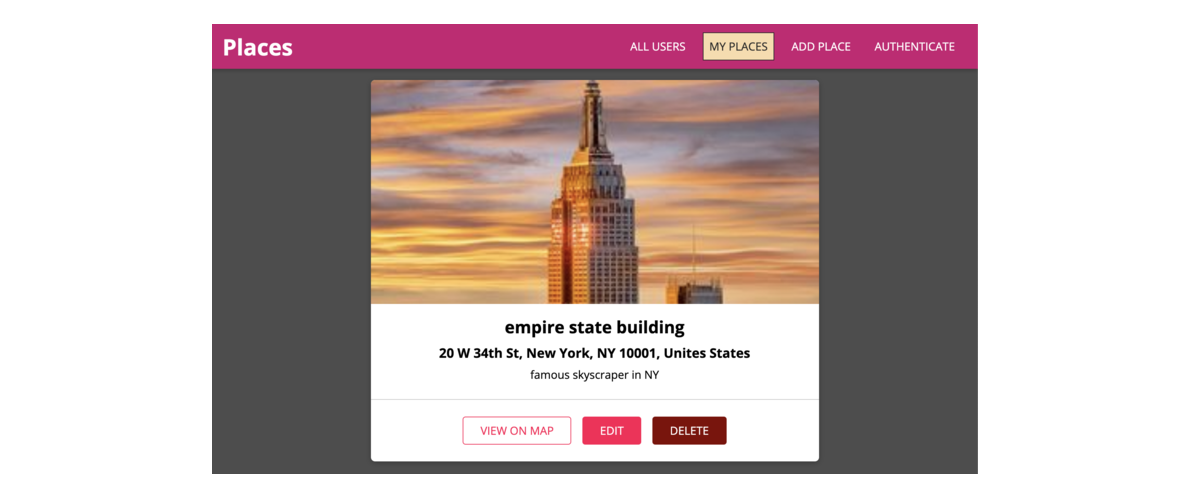 Places
ALL USERS
MY PLACES
ADD PLACE
AUTHENTICATE
empire state building
20 W 34th St, New York, NY 10001, Unites States
famous skyscraper in NY
VIEW ON MAP
EDIT
DELETE